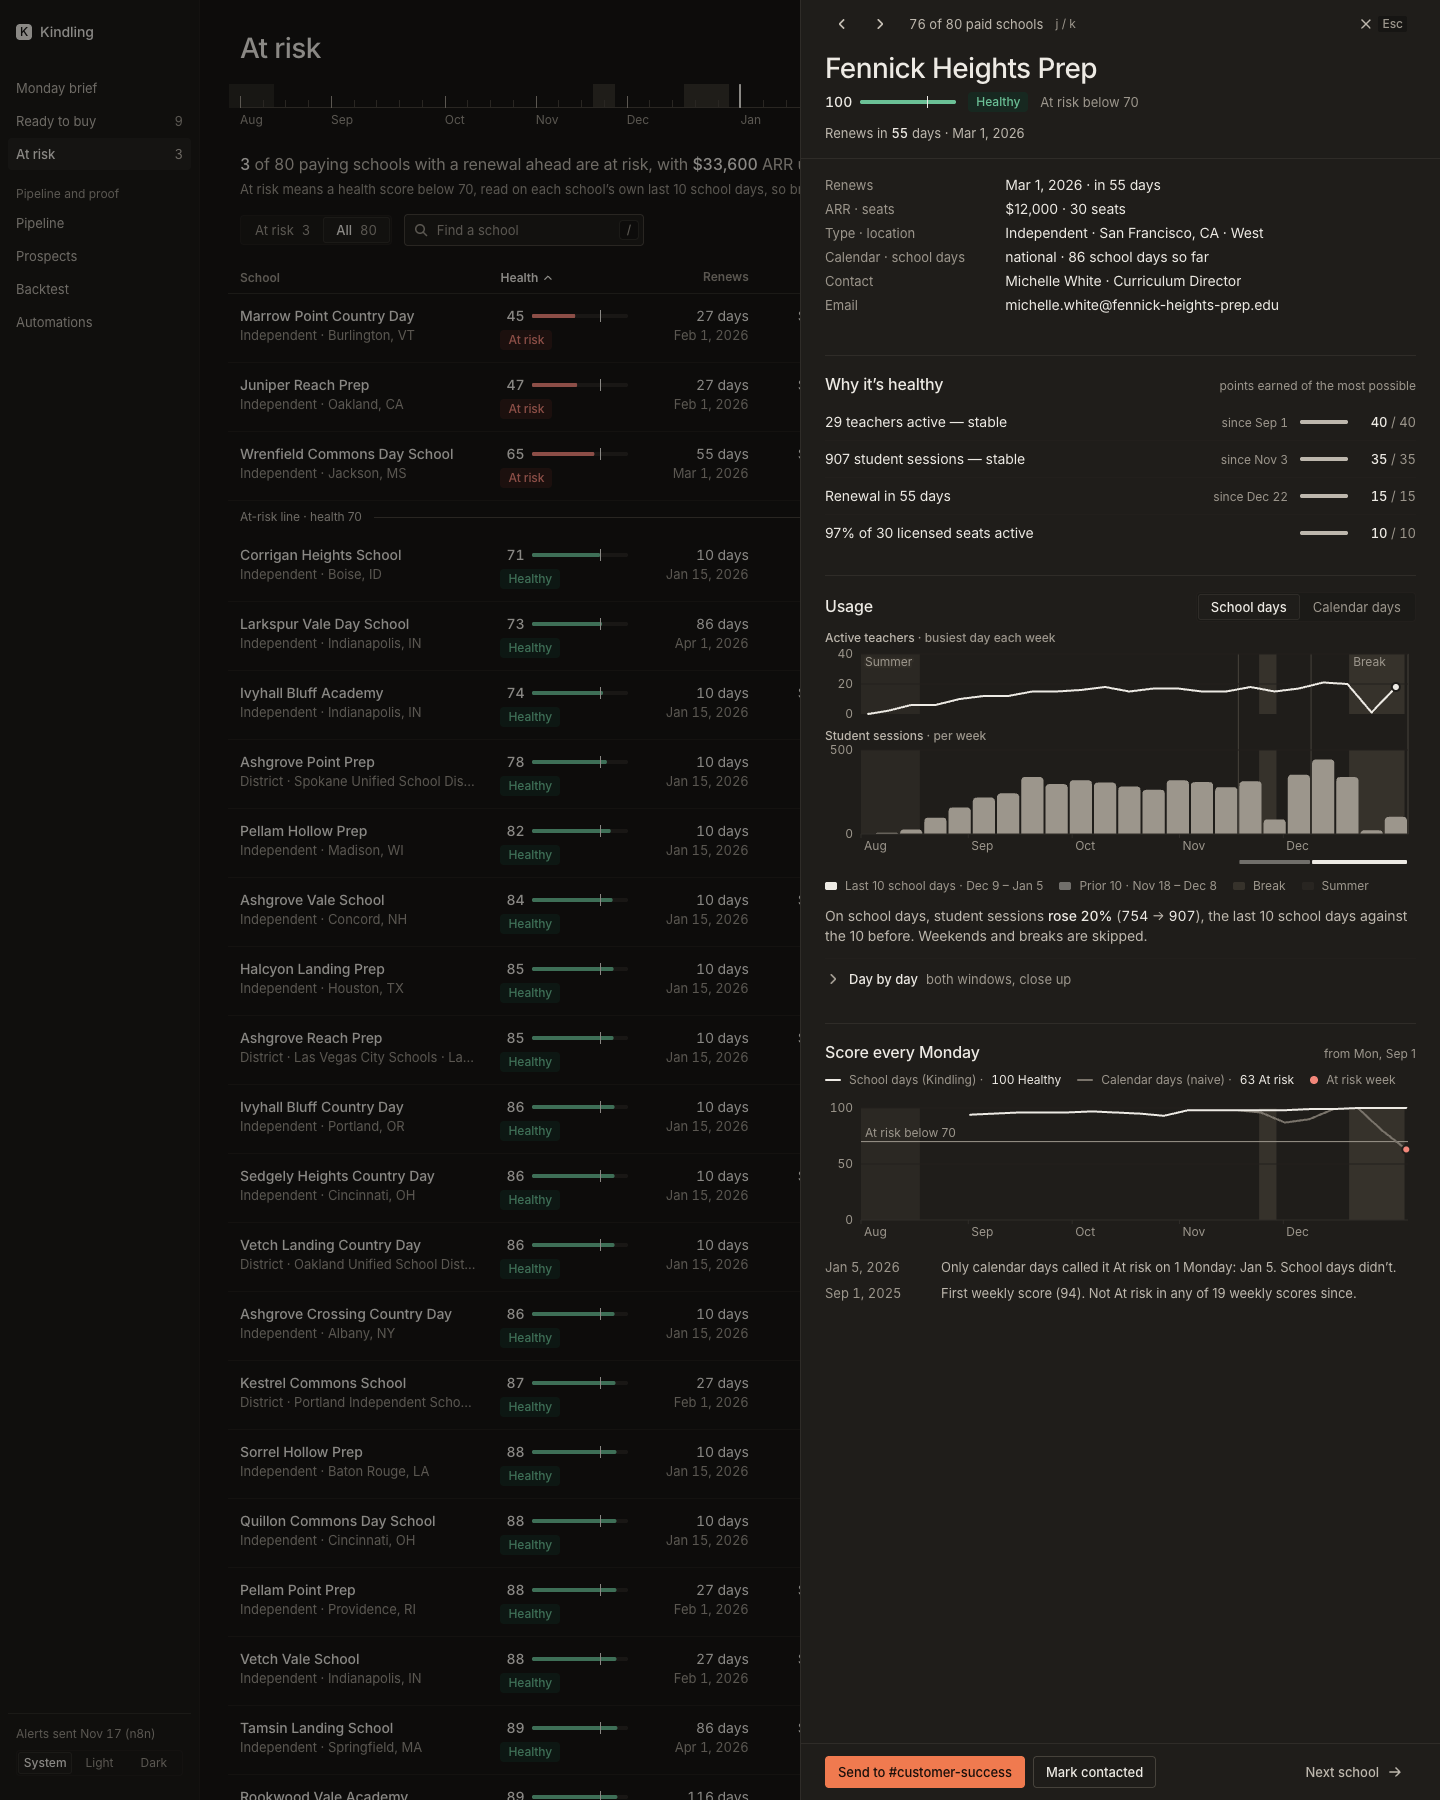 K Kindling
Monday brief
Ready to buy 9
At risk 3
Pipeline and proof
Pipeline
Prospects
Backtest
Automations
Alerts sent Nov 17 (n8n)
System Light Dark
At risk
Aug Sep Oct Nov Dec Jan
3 of 80 paying schools with a renewal ahead are at risk, with $33,600 ARR
At risk means a health score below 70, read on each school's own last 10 school days, so
At risk 3 All 80 Find a school /
School Health Renews
Marrow Point Country Day 45 27 days
Independent · Burlington, VT At risk Feb 1, 2026
Juniper Reach Prep 47 27 days
Independent · Oakland, CA At risk Feb 1, 2026
Wrenfield Commons Day School 65 55 days
Independent · Jackson, MS At risk Mar 1, 2026
At-risk line · health 70
Corrigan Heights School 71 10 days
Independent · Boise, ID Healthy Jan 15, 2026
Larkspur Vale Day School 73 86 days
Independent · Indianapolis, IN Healthy Apr 1, 2026
Ivyhall Bluff Academy 74 10 days
Independent · Indianapolis, IN Healthy Jan 15, 2026
Ashgrove Point Prep 78 10 days
District · Spokane Unified School Dis... Healthy Jan 15, 2026
Pellam Hollow Prep 82 10 days
Independent · Madison, WI Healthy Jan 15, 2026
Ashgrove Vale School 84 10 days
Independent · Concord, NH Healthy Jan 15, 2026
Halcyon Landing Prep 85 10 days
Independent · Houston, TX Healthy Jan 15, 2026
Ashgrove Reach Prep 85 10 days
District · Las Vegas City Schools · La... Healthy Jan 15, 2026
Ivyhall Bluff Country Day 86 10 days
Independent · Portland, OR Healthy Jan 15, 2026
Sedgely Heights Country Day 86 10 days
Independent · Cincinnati, OH Healthy Jan 15, 2026
Vetch Landing Country Day 86 10 days
District · Oakland Unified School Dist... Healthy Jan 15, 2026
Ashgrove Crossing Country Day 86 10 days
Independent · Albany, NY Healthy Jan 15, 2026
Kestrel Commons School 87 27 days
District · Portland Independent Scho... Healthy Feb 1, 2026
Sorrel Hollow Prep 88 10 days
Independent · Baton Rouge, LA Healthy Jan 15, 2026
Quillon Commons Day School 88 10 days
Independent · Cincinnati, OH Healthy Jan 15, 2026
Pellam Point Prep 88 27 days
Independent · Providence, RI Healthy Feb 1, 2026
Vetch Vale School 88 27 days
Independent · Indianapolis, IN Healthy Feb 1, 2026
Tamsin Landing School 89 86 days
Independent · Springfield, MA Healthy Apr 1, 2026
Rookwood Vale Academy 89 116 days
76 of 80 paid schools j / k Esc
Fennick Heights Prep
100 Healthy At risk below 70
Renews in 55 days · Mar 1, 2026
Renews Mar 1, 2026 · in 55 days
ARR · seats $12,000 · 30 seats
Type · location Independent · San Francisco, CA · West
Calendar · school days national · 86 school days so far
Contact Michelle White · Curriculum Director
Email michelle.white@fennick-heights-prep.edu
Why it's healthy points earned of the most possible
29 teachers active — stable since Sep 1 40 / 40
907 student sessions — stable since Nov 3 35 / 35
Renewal in 55 days since Dec 22 15 / 15
97% of 30 licensed seats active 10 / 10
Usage School days Calendar days
Active teachers · busiest day each week
40
Summer Break
20
0
Student sessions · per week
500
0
Aug Sep Oct Nov Dec
Last 10 school days · Dec 9 – Jan 5 Prior 10 · Nov 18 – Dec 8 Break Summer
On school days, student sessions rose 20% (754 → 907), the last 10 school days against
the 10 before. Weekends and breaks are skipped.
Day by day both windows, close up
Score every Monday from Mon, Sep 1
School days (Kindling) · 100 Healthy Calendar days (naive) · 63 At risk At risk week
100
At risk below 70
50
0
Aug Sep Oct Nov Dec
Jan 5, 2026 Only calendar days called it At risk on 1 Monday: Jan 5. School days didn't.
Sep 1, 2025 First weekly score (94). Not At risk in any of 19 weekly scores since.
Send to #customer-success Mark contacted Next school →